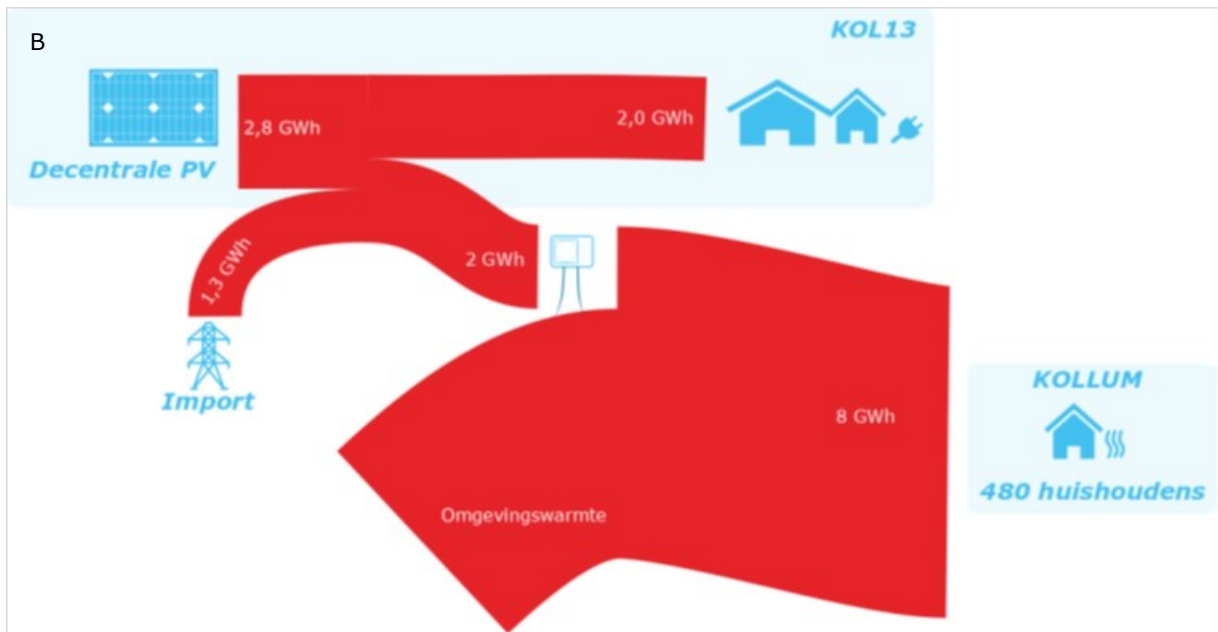 B
KOL13
2,8 GWh
2,0 GWh
Decentrale PV
1,3 GWh
2 GWh
Import
KOLLUM
8 GWh
480 huishoudens
Omgevingswarmte